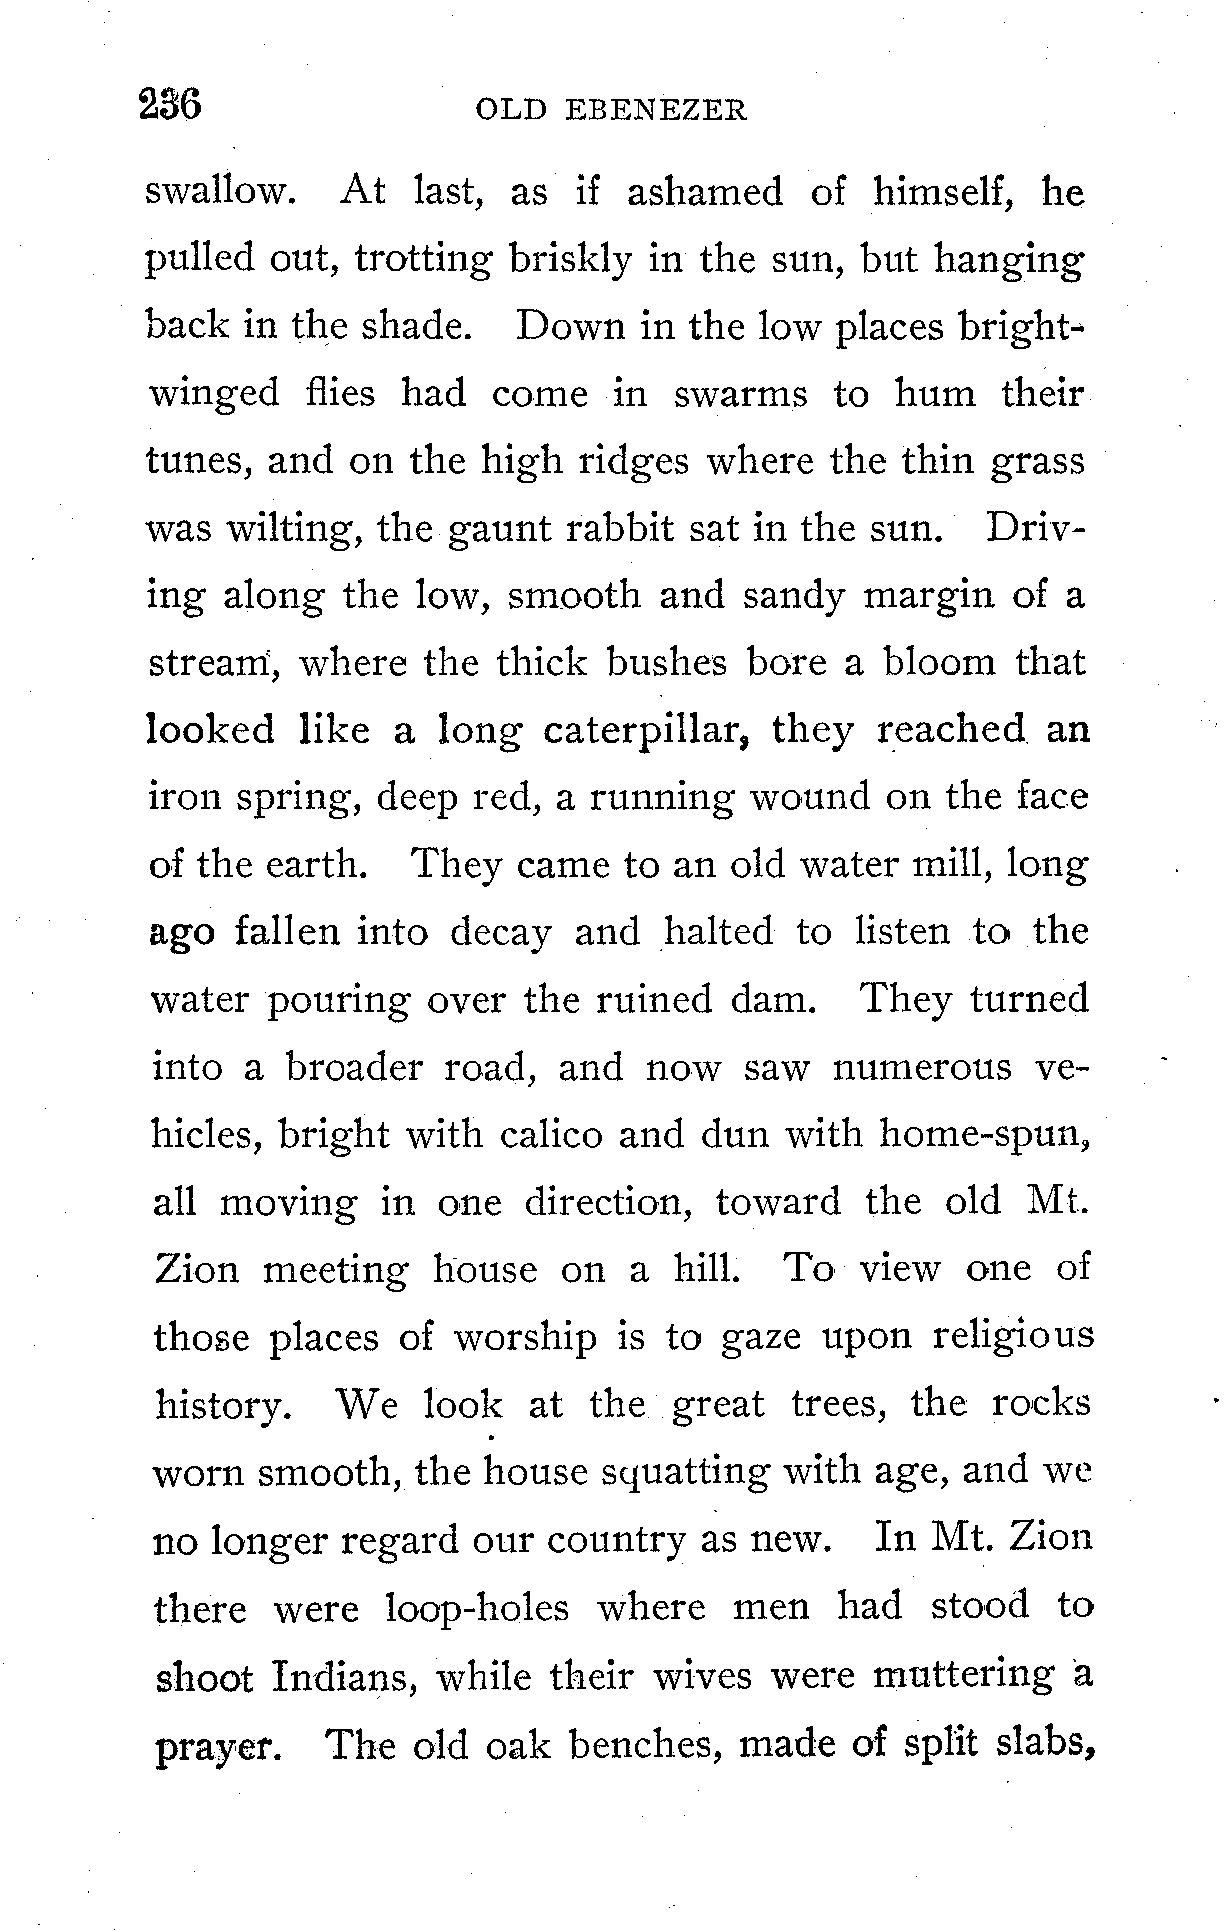 236 OLD EBENEZER
swallow. At last, as if ashamed of himself, he
pulled out, trotting briskly in the sun, but hanging
back in the shade. Down in the low places bright-
winged flies had come in swarms to hum their
tunes, and on the high ridges where the thin grass
was wilting, the gaunt rabbit sat in the sun. Driv-
ing along the low, smooth and sandy margin of a
stream, where the thick bushes bore a bloom that
looked like a long caterpillar, they reached an
iron spring, deep red, a running wound on the face
of the earth. They came to an old water mill, long
ago fallen into decay and halted to listen to the
water pouring over the ruined dam. They turned
into a broader road, and now saw numerous ve-
hicles, bright with calico and dun with home-spun,
all moving in one direction, toward the old Mt.
Zion meeting house on a hill. To view one of
those places of worship is to gaze upon religious
history. We look at the great trees, the rocks
worn smooth, the house squatting with age, and we
no longer regard our country as new. In Mt. Zion
there were loop-holes where men had stood to
shoot Indians, while their wives were muttering a
prayer. The old oak benches, made of split slabs,